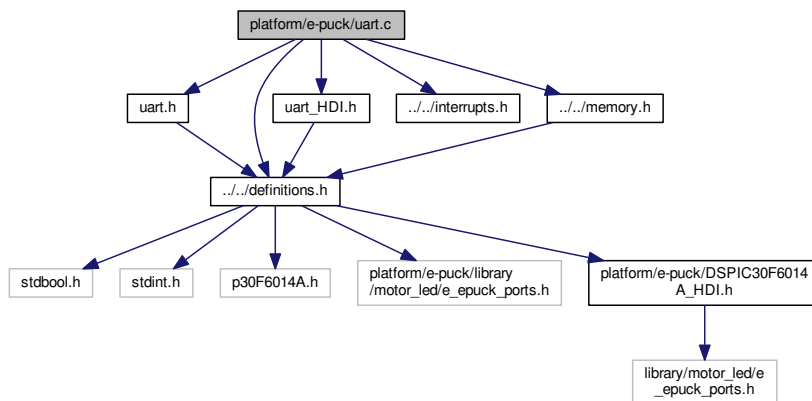 platform/e-puck/uart.c
uart.h
uart_HDI.h
../../interrupts.h
../../memory.h
../../definitions.h
stdbool.h
stdint.h
p30F6014A.h
platform/e-puck/library
/motor_led/e_epuck_ports.h
platform/e-puck/DSPIC30F6014
A_HDI.h
library/motor_led/e
_epuck_ports.h